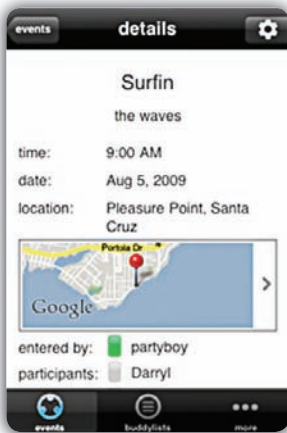 events details
Surfin
the waves
time: 9:00 AM
date: Aug 5, 2009
location: Pleasure Point, Santa
Cruz
Portola Dr
Google
entered by: partyboy
participants: Darryl
events buddylists more